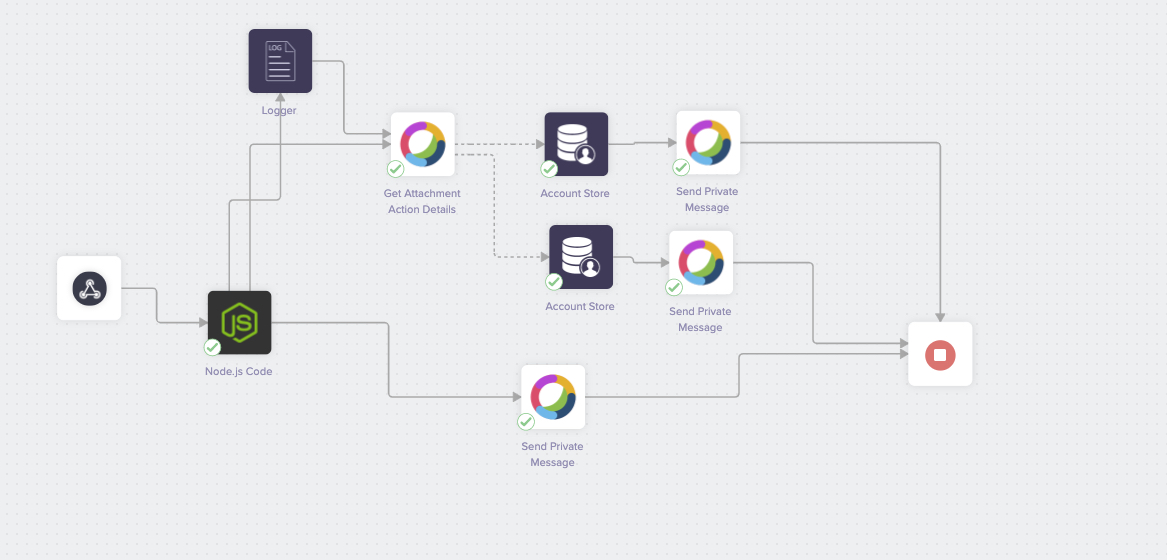 LOG
Logger
Get Attachment
Action Details
Account Store
Send Private
Message
Account Store
Send Private
Message
JS
Node.js Code
Send Private
Message